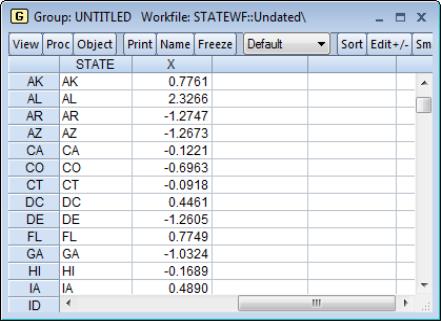 G Group: UNTITLED Workfile: STATEWF::Undated\
View Proc Object Print Name Freeze Default Sort Edit+/- Sm
STATE X
AK AK 0.7761
AL AL 2.3266
AR AR -1.2747
AZ AZ -1.2673
CA CA -0.1221
CO CO -0.6963
CT CT -0.0918
DC DC 0.4461
DE DE -1.2605
FL FL 0.7749
GA GA -1.0324
HI HI -0.1689
IA IA 0.4890
ID